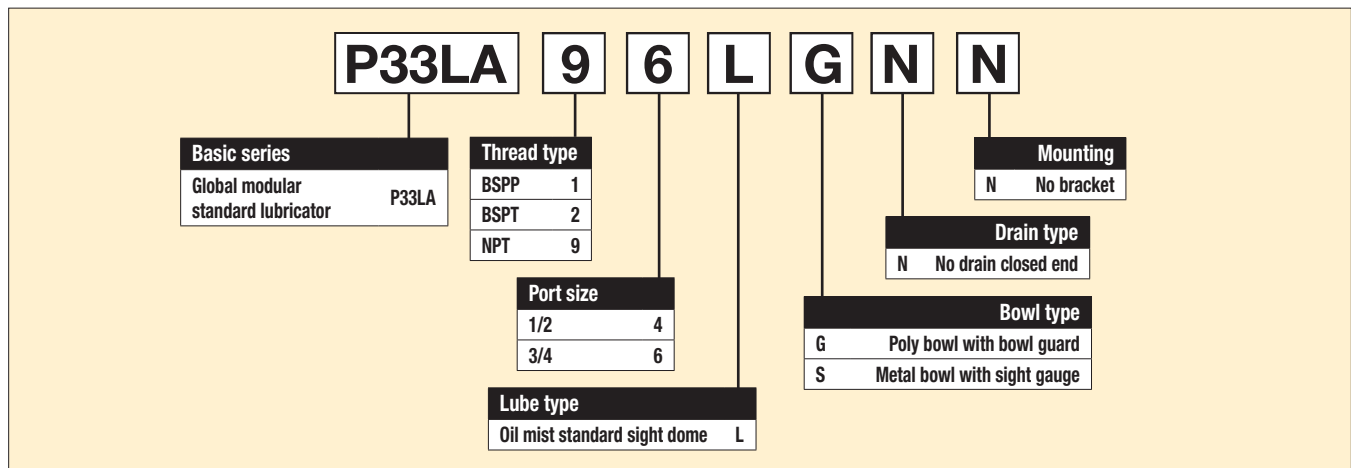 P33LA 9 6 L G N N
Basic series
Global modular
standard lubricator P33LA
Thread type
BSPP 1
BSPT 2
NPT 9
Mounting
N No bracket
Drain type
N No drain closed end
Port size
1/2 4
3/4 6
Bowl type
G Poly bowl with bowl guard
S Metal bowl with sight gauge
Lube type
Oil mist standard sight dome L